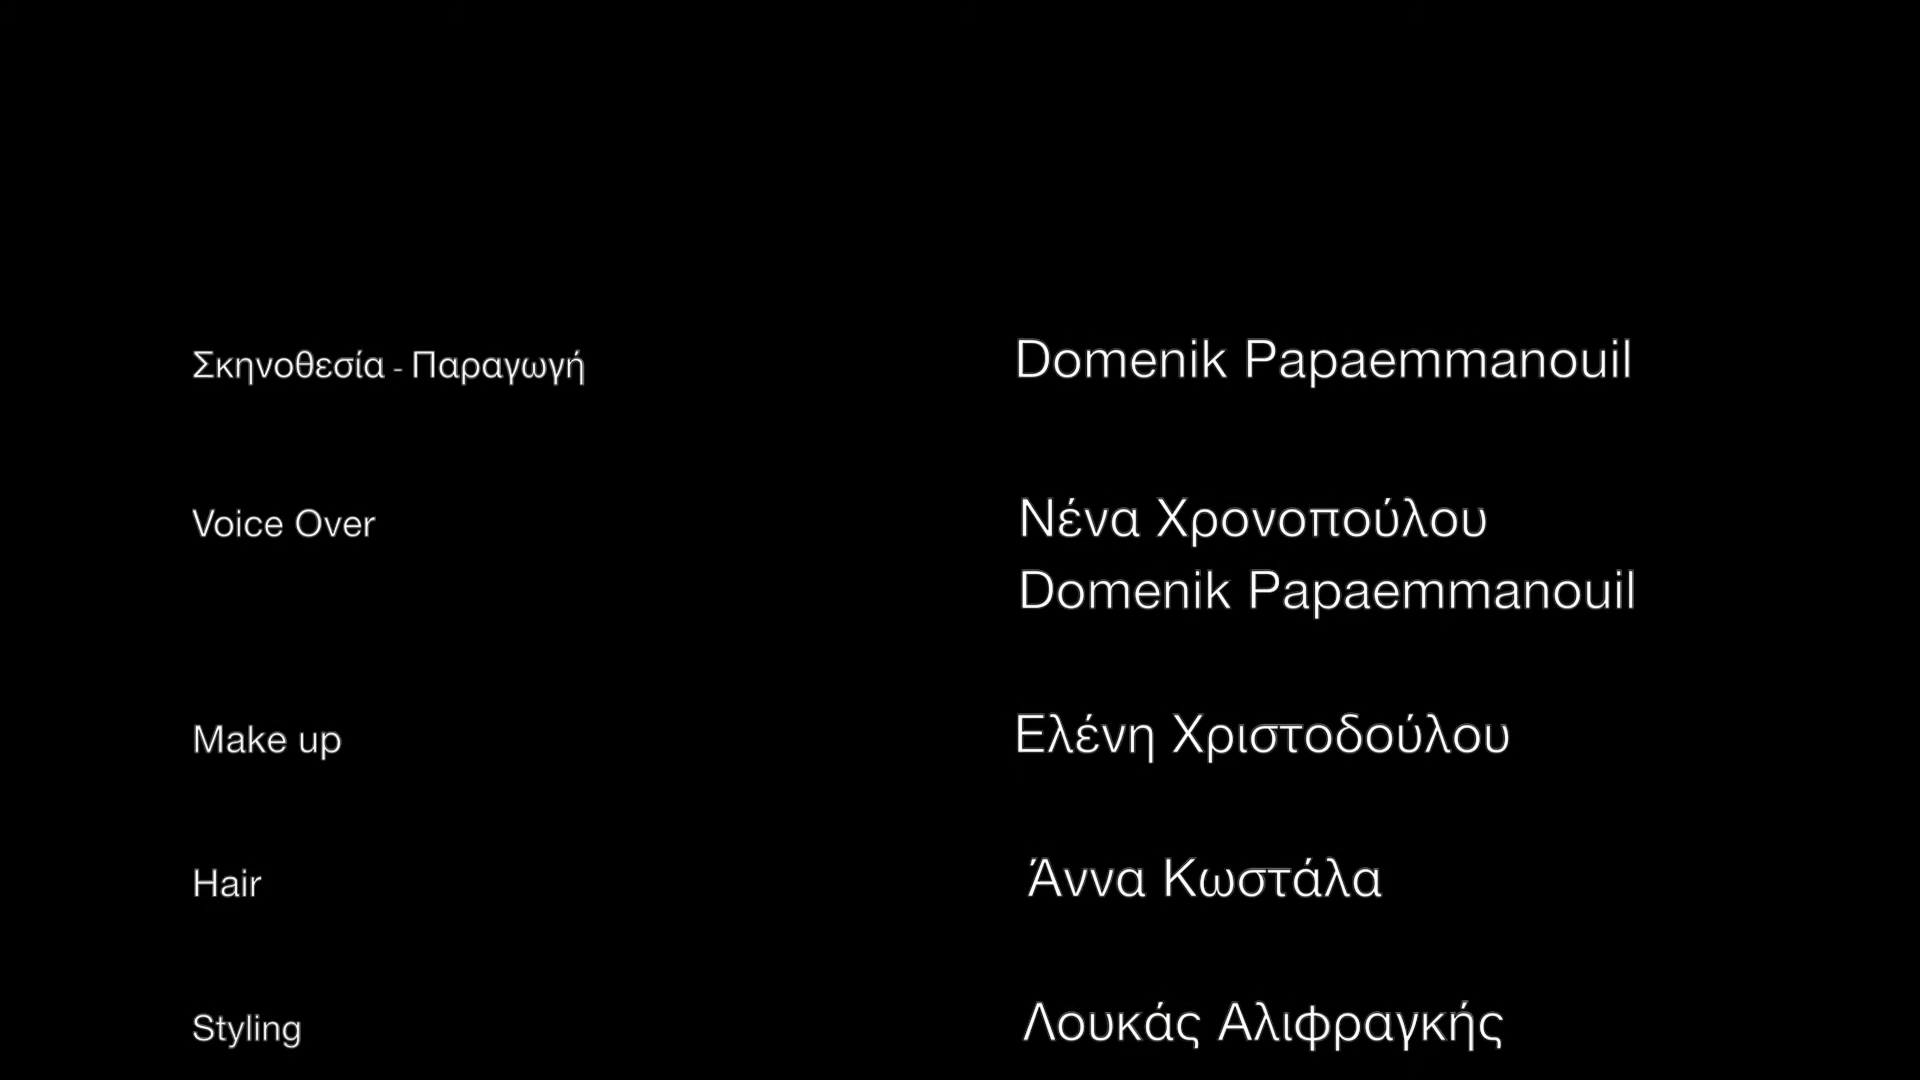 Σκηνοθεσία - Παραγωγή Domenik Papaemmanouil
Voice Over Νένα Χρονοπούλου
Domenik Papaemmanouil
Make up Ελένη Χριστοδούλου
Hair Άννα Κωστάλα
Styling Λουκάς Αλιφραγκής